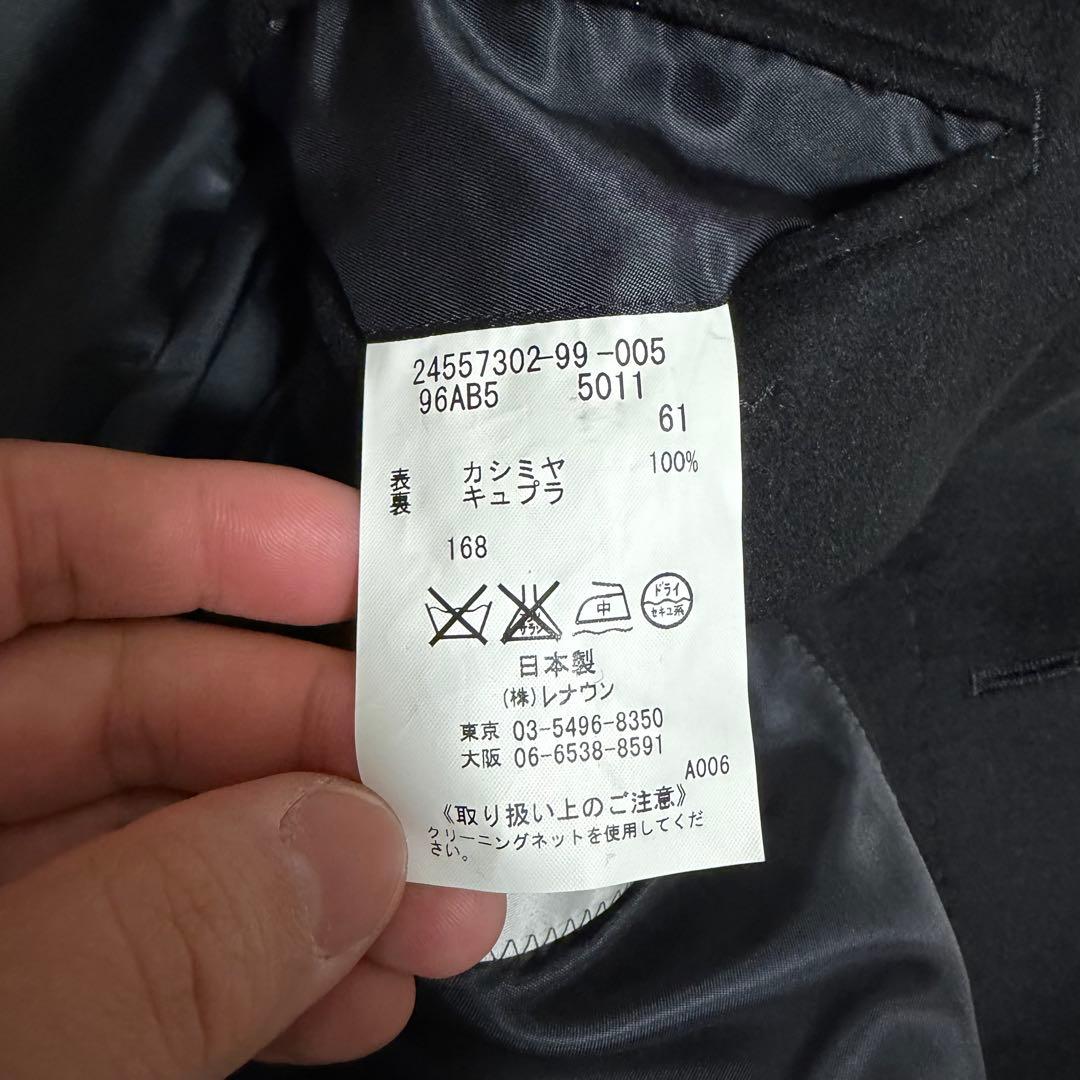 24557302-99-005
96AB5 5011
61
表 カシミヤ 100%
裏 キュプラ
168
中 ドライ セキユ系
日本製
(株)レナウン
東京 03-5496-8350
大阪 06-6538-8591
A006
《取り扱い上のご注意》
クリーニングネットを使用してくだ
さい。